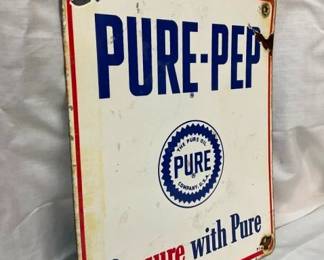 PURE-PEP
THE PURE OIL
PURE
COMPANY, U.S.A.
with Pure